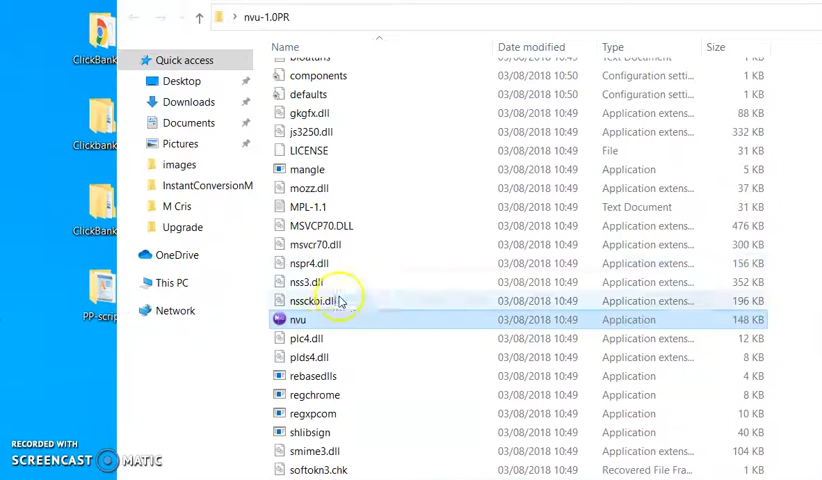 nvu-1.0PR
Name Date modified Type Size
ClickBank
Quick access
Desktop
Downloads
Documents
Pictures
images
InstantConversionM
M Cris
Upgrade
OneDrive
This PC
Network
Clickbank
ClickBank
PP-scrip
03/08/2018 10:49 Text Document 1 KB
components 03/08/2018 10:50 Configuration setti... 1 KB
defaults 03/08/2018 10:50 Configuration setti... 1 KB
gkgfx.dll 03/08/2018 10:49 Application extens... 88 KB
js3250.dll 03/08/2018 10:49 Application extens... 332 KB
LICENSE 03/08/2018 10:49 File 31 KB
mangle 03/08/2018 10:49 Application 5 KB
mozz.dll 03/08/2018 10:49 Application extens... 37 KB
MPL-1.1 03/08/2018 10:49 Text Document 31 KB
MSVCP70.DLL 03/08/2018 10:49 Application extens... 476 KB
msvcr70.dll 03/08/2018 10:49 Application extens... 300 KB
nspr4.dll 03/08/2018 10:49 Application extens... 156 KB
nss3.dll 03/08/2018 10:49 Application extens... 352 KB
nssckbi.dll 03/08/2018 10:49 Application extens... 196 KB
nvu 03/08/2018 10:49 Application 148 KB
plc4.dll 03/08/2018 10:49 Application extens... 12 KB
plds4.dll 03/08/2018 10:49 Application extens... 8 KB
rebasedlls 03/08/2018 10:49 Application 4 KB
regchrome 03/08/2018 10:49 Application 8 KB
regxpcom 03/08/2018 10:49 Application 10 KB
shlibsign 03/08/2018 10:49 Application 8 KB
smime3.dll 03/08/2018 10:49 Application extens... 104 KB
softokn3.chk 03/08/2018 10:49 Recovered File Fra... 1 KB
RECORDED WITH
SCREENCAST MATIC